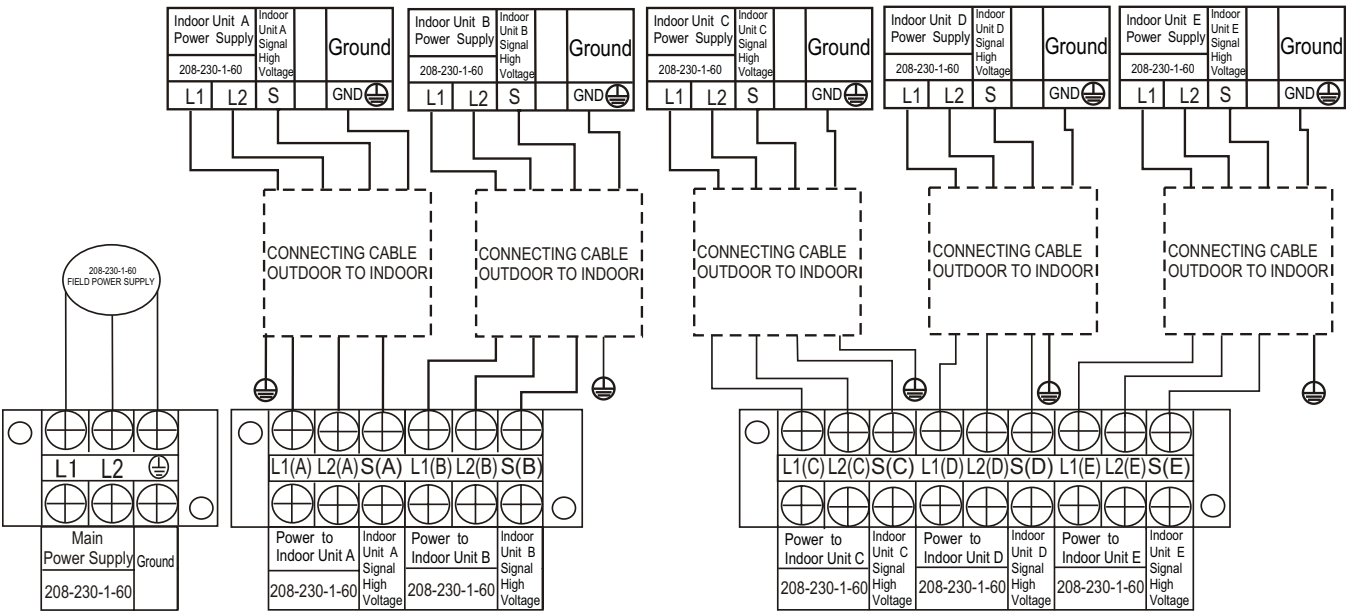 Indoor Unit A
Power Supply
208-230-1-60
Indoor
Unit A
Signal
High
Voltage
Ground
L1 L2 S GND
Indoor Unit B
Power Supply
208-230-1-60
Indoor
Unit B
Signal
High
Voltage
Ground
L1 L2 S GND
Indoor Unit C
Power Supply
208-230-1-60
Indoor
Unit C
Signal
High
Voltage
Ground
L1 L2 S GND
Indoor Unit D
Power Supply
208-230-1-60
Indoor
Unit D
Signal
High
Voltage
Ground
L1 L2 S GND
Indoor Unit E
Power Supply
208-230-1-60
Indoor
Unit E
Signal
High
Voltage
Ground
L1 L2 S GND
CONNECTING CABLE
OUTDOOR TO INDOOR
CONNECTING CABLE
OUTDOOR TO INDOOR
CONNECTING CABLE
OUTDOOR TO INDOOR
CONNECTING CABLE
OUTDOOR TO INDOOR
CONNECTING CABLE
OUTDOOR TO INDOOR
208-230-1-60
FIELD POWER SUPPLY
L1 L2
Main
Power Supply
208-230-1-60
Ground
L1(A) L2(A) S(A) L1(B) L2(B) S(B)
Power to
Indoor Unit A
208-230-1-60
Indoor
Unit A
Signal
High
Voltage
Power to
Indoor Unit B
208-230-1-60
Indoor
Unit B
Signal
High
Voltage
L1(C) L2(C) S(C) L1(D) L2(D) S(D) L1(E) L2(E) S(E)
Power to
Indoor Unit C
208-230-1-60
Indoor
Unit C
Signal
High
Voltage
Power to
Indoor Unit D
208-230-1-60
Indoor
Unit D
Signal
High
Voltage
Power to
Indoor Unit E
208-230-1-60
Indoor
Unit E
Signal
High
Voltage